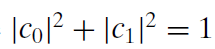 |c₀|² + |c₁|² = 1